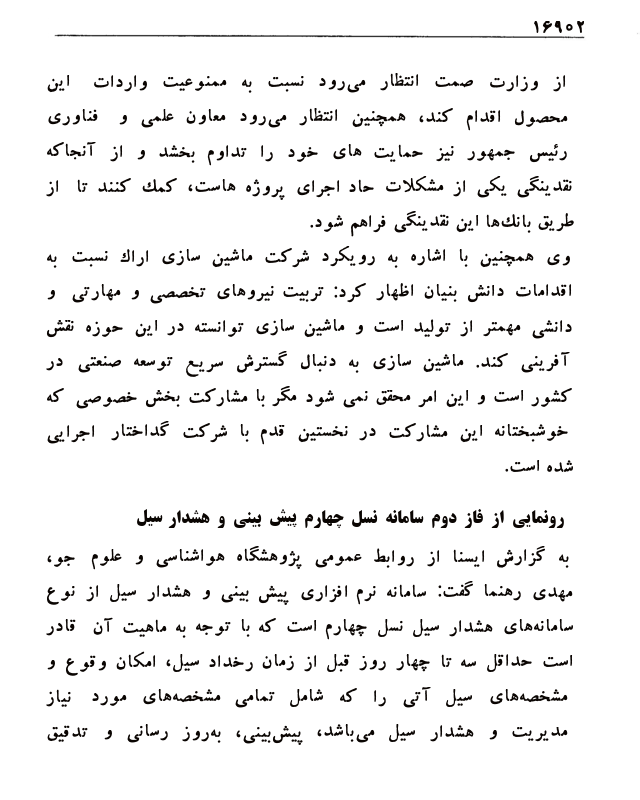 ۱۶۹۰۲
از وزارت صمت انتظار می‌رود نسبت به ممنوعیت واردات این
محصول اقدام کند، همچنین انتظار می‌رود معاون علمی و فناوری
رئیس جمهور نیز حمایت های خود را تداوم بخشد و از آنجاکه
نقدینگی یکی از مشکلات حاد اجرای پروژه هاست، کمك کنند تا از
طریق بانك‌ها این نقدینگی فراهم شود.
وی همچنین با اشاره به رویکرد شرکت ماشین سازی اراك نسبت به
اقدامات دانش بنیان اظهار کرد: تربیت نیروهای تخصصی و مهارتی و
دانشی مهمتر از تولید است و ماشین سازی توانسته در این حوزه نقش
آفرینی کند. ماشین سازی به دنبال گسترش سریع توسعه صنعتی در
کشور است و این امر محقق نمی شود مگر با مشارکت بخش خصوصی که
خوشبختانه این مشارکت در نخستین قدم با شرکت گداختار اجرایی
شده است.
رونمایی از فاز دوم سامانه نسل چهارم پیش بینی و هشدار سیل
به گزارش ایسنا از روابط عمومی پژوهشگاه هواشناسی و علوم جو،
مهدی رهنما گفت: سامانه نرم افزاری پیش بینی و هشدار سیل از نوع
سامانه‌های هشدار سیل نسل چهارم است که با توجه به ماهیت آن قادر
است حداقل سه تا چهار روز قبل از زمان رخداد سیل، امکان وقوع و
مشخصه‌های سیل آتی را که شامل تمامی مشخصه‌های مورد نیاز
مدیریت و هشدار سیل می‌باشد، پیش‌بینی، به‌روز رسانی و تدقیق